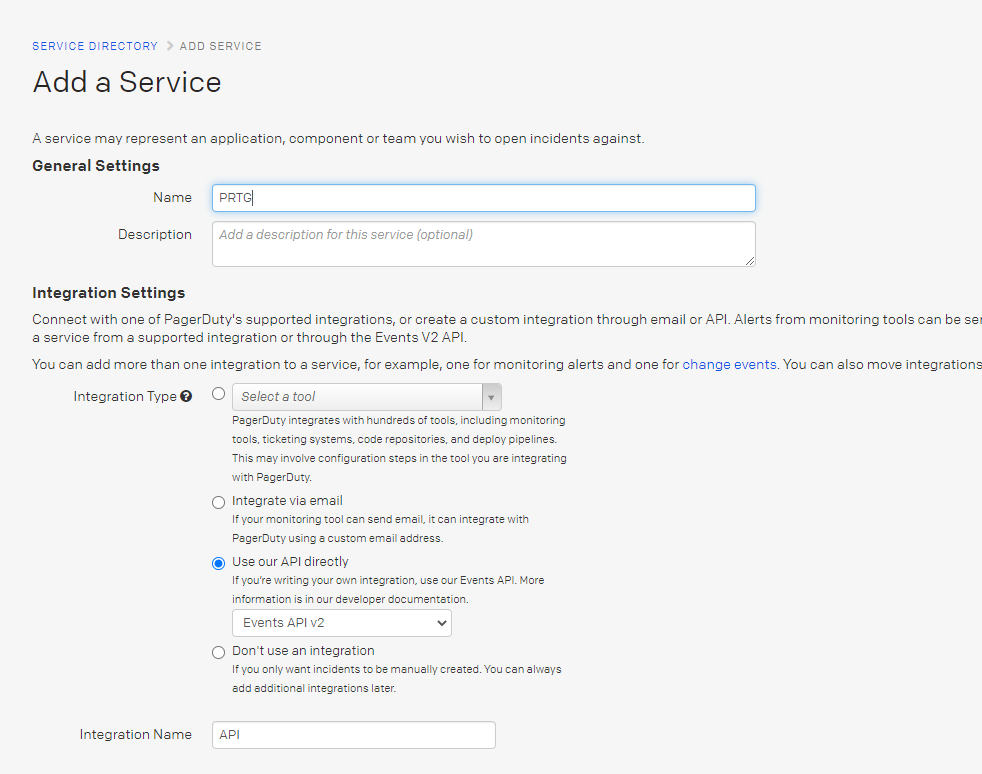 SERVICE DIRECTORY > ADD SERVICE
Add a Service
A service may represent an application, component or team you wish to open incidents against.
General Settings
Name PRTG
Description Add a description for this service (optional)
Integration Settings
Connect with one of PagerDuty's supported integrations, or create a custom integration through email or API. Alerts from monitoring tools can be
a service from a supported integration or through the Events V2 API.
You can add more than one integration to a service, for example, one for monitoring alerts and one for change events. You can also move integrations
Integration Type ? Select a tool
PagerDuty integrates with hundreds of tools, including monitoring
tools, ticketing systems, code repositories, and deploy pipelines.
This may involve configuration steps in the tool you are integrating
with PagerDuty.
Integrate via email
If your monitoring tool can send email, it can integrate with
PagerDuty using a custom email address.
Use our API directly
If you're writing your own integration, use our Events API. More
information is in our developer documentation.
Events API v2
Don't use an integration
If you only want incidents to be manually created. You can always
add additional integrations later.
Integration Name API